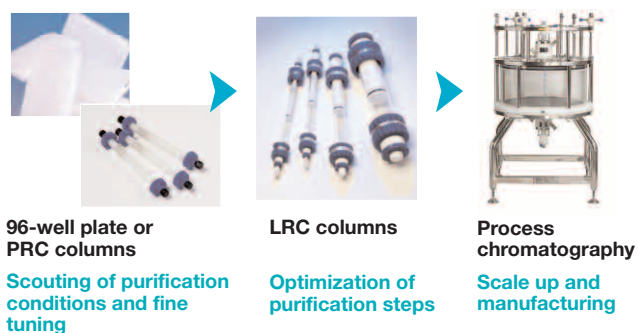 96-well plate or
PRC columns
Scouting of purification
conditions and fine
tuning
LRC columns
Optimization of
purification steps
Process
chromatography
Scale up and
manufacturing